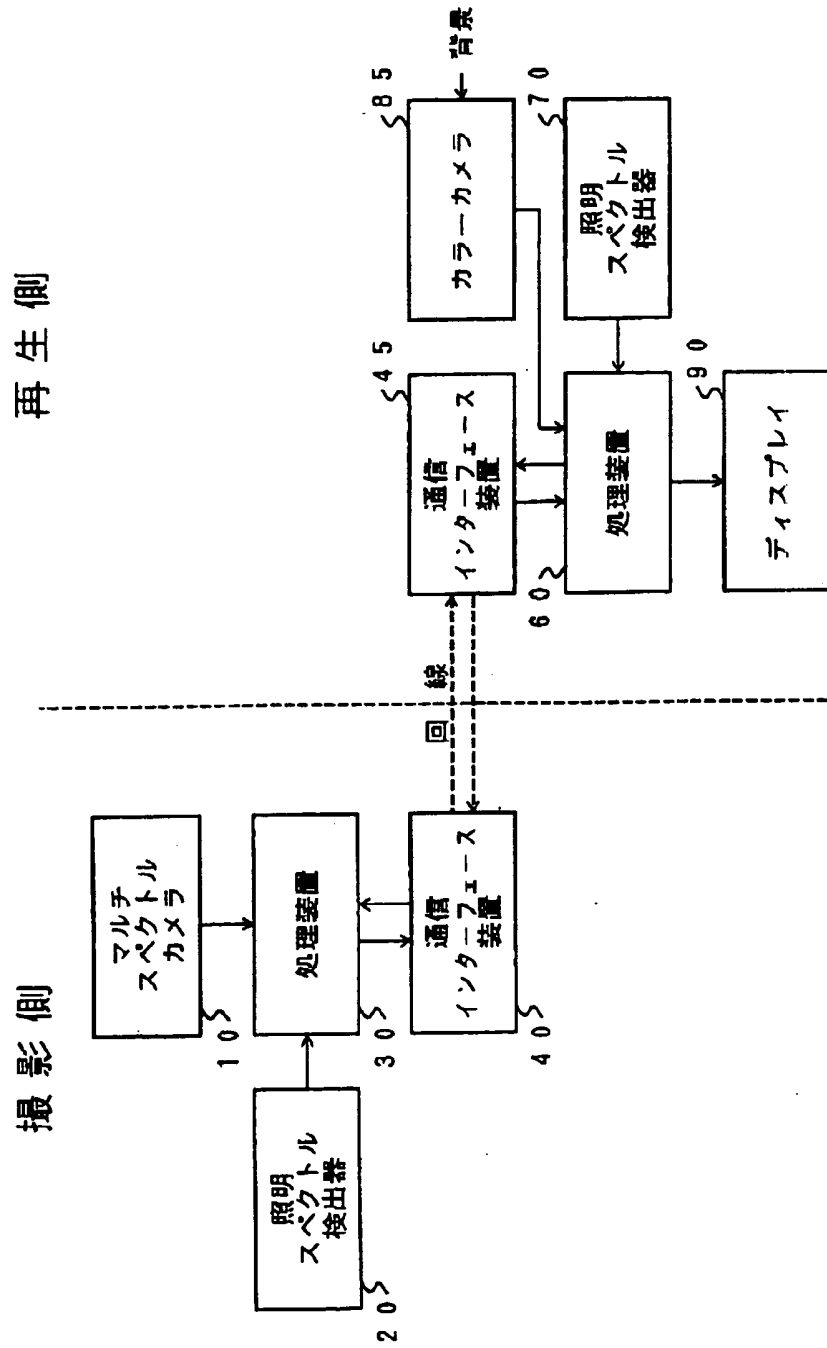 撮影側
マルチ
スペクトル
カメラ
10
照明
スペクトル
検出器
20
処理装置
30
通信
インターフェース
装置
40
回線
再生側
通信
インターフェース
装置
45
カラーカメラ
85
背景
処理装置
60
照明
スペクトル
検出器
70
ディスプレイ
90